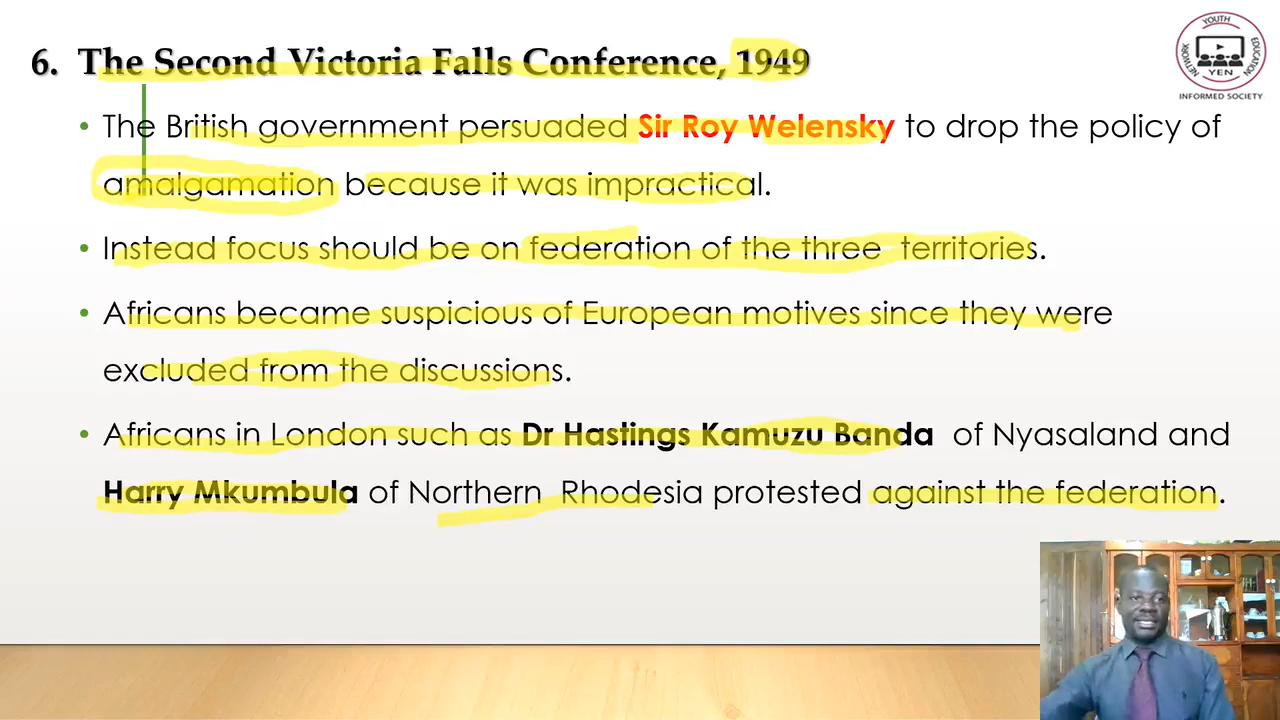 6. The Second Victoria Falls Conference, 1949
• The British government persuaded Sir Roy Welensky to drop the policy of
amalgamation because it was impractical.
• Instead focus should be on federation of the three territories.
• Africans became suspicious of European motives since they were
excluded from the discussions.
• Africans in London such as Dr Hastings Kamuzu Banda of Nyasaland and
Harry Mkumbula of Northern Rhodesia protested against the federation.
YOUTH
EDUCATION
NETWORK
YEN
INFORMED SOCIETY